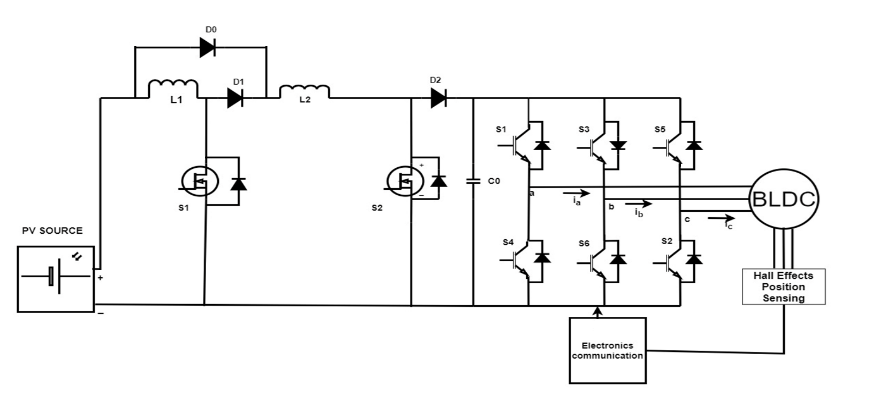 D0
L1
D1
L2
D2
S1
S2
C0
S1
S3
S5
a
b
c
ia
ib
ic
S4
S6
S2
BLDC
PV SOURCE
+
−
+
−
Hall Effects
Position
Sensing
Electronics
communication